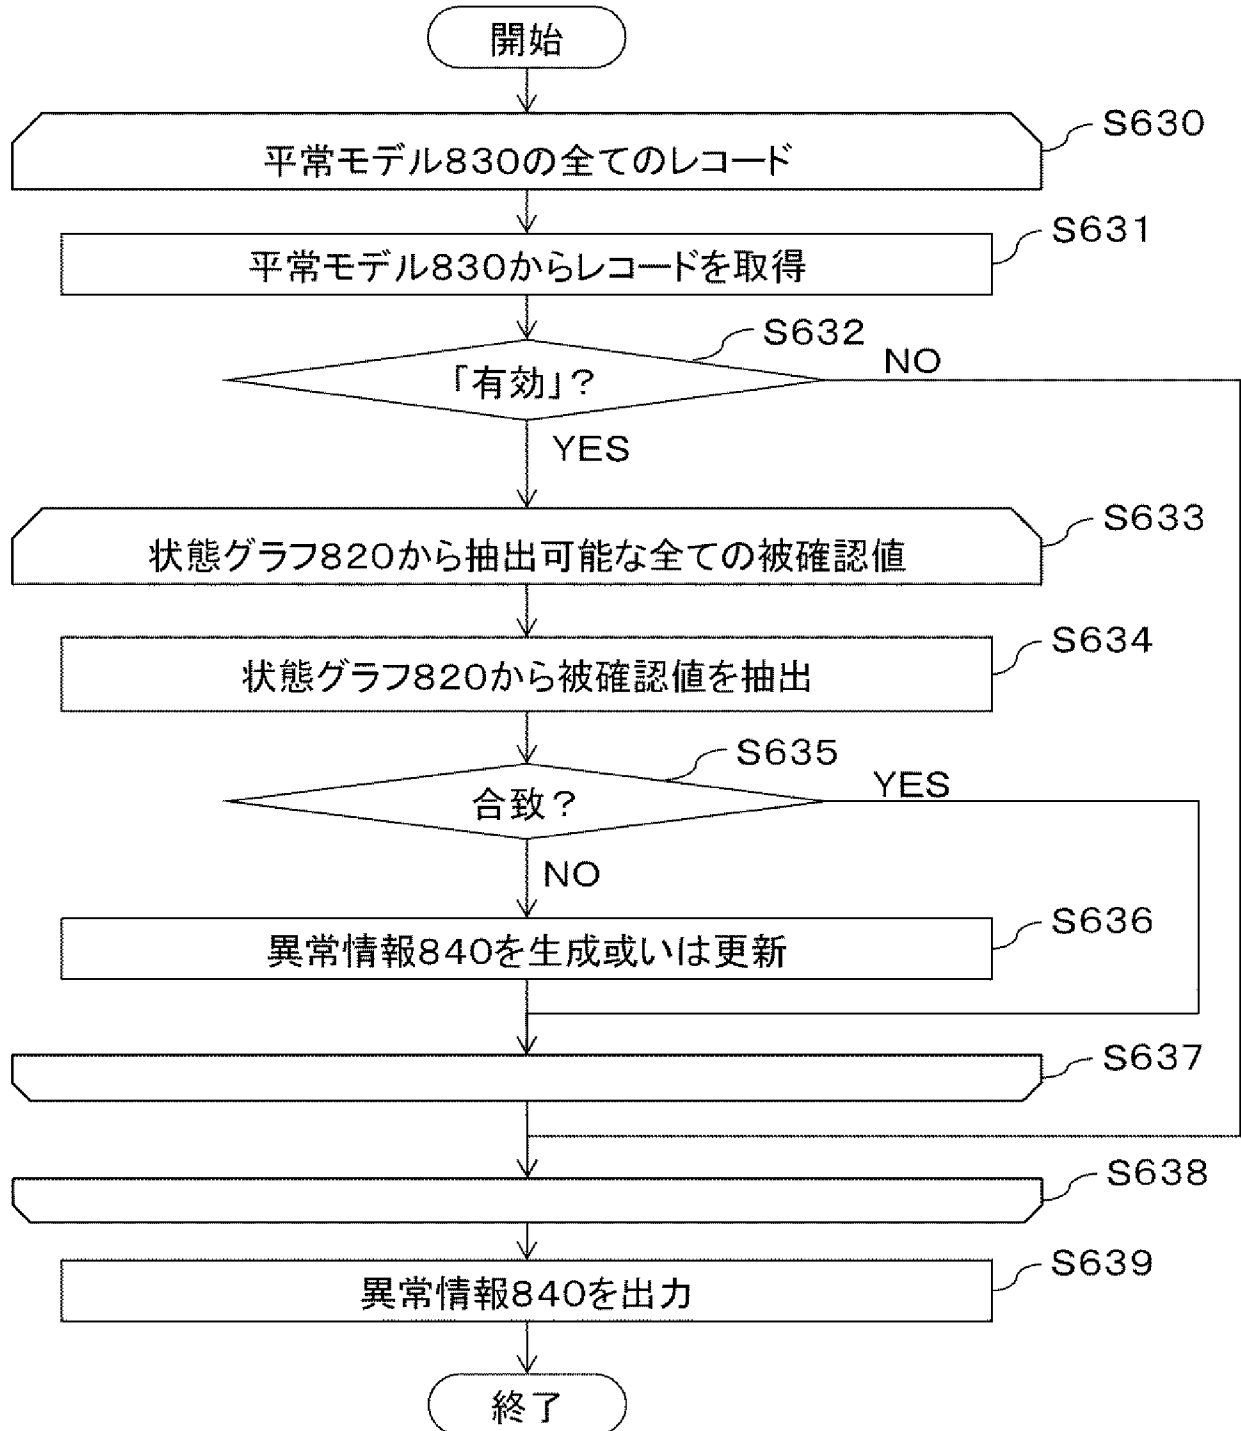 開始
S630
平常モデル830の全てのレコード
S631
平常モデル830からレコードを取得
S632
「有効」？
NO
YES
S633
状態グラフ820から抽出可能な全ての被確認値
S634
状態グラフ820から被確認値を抽出
S635
合致？
YES
NO
S636
異常情報840を生成或いは更新
S637
S638
S639
異常情報840を出力
終了